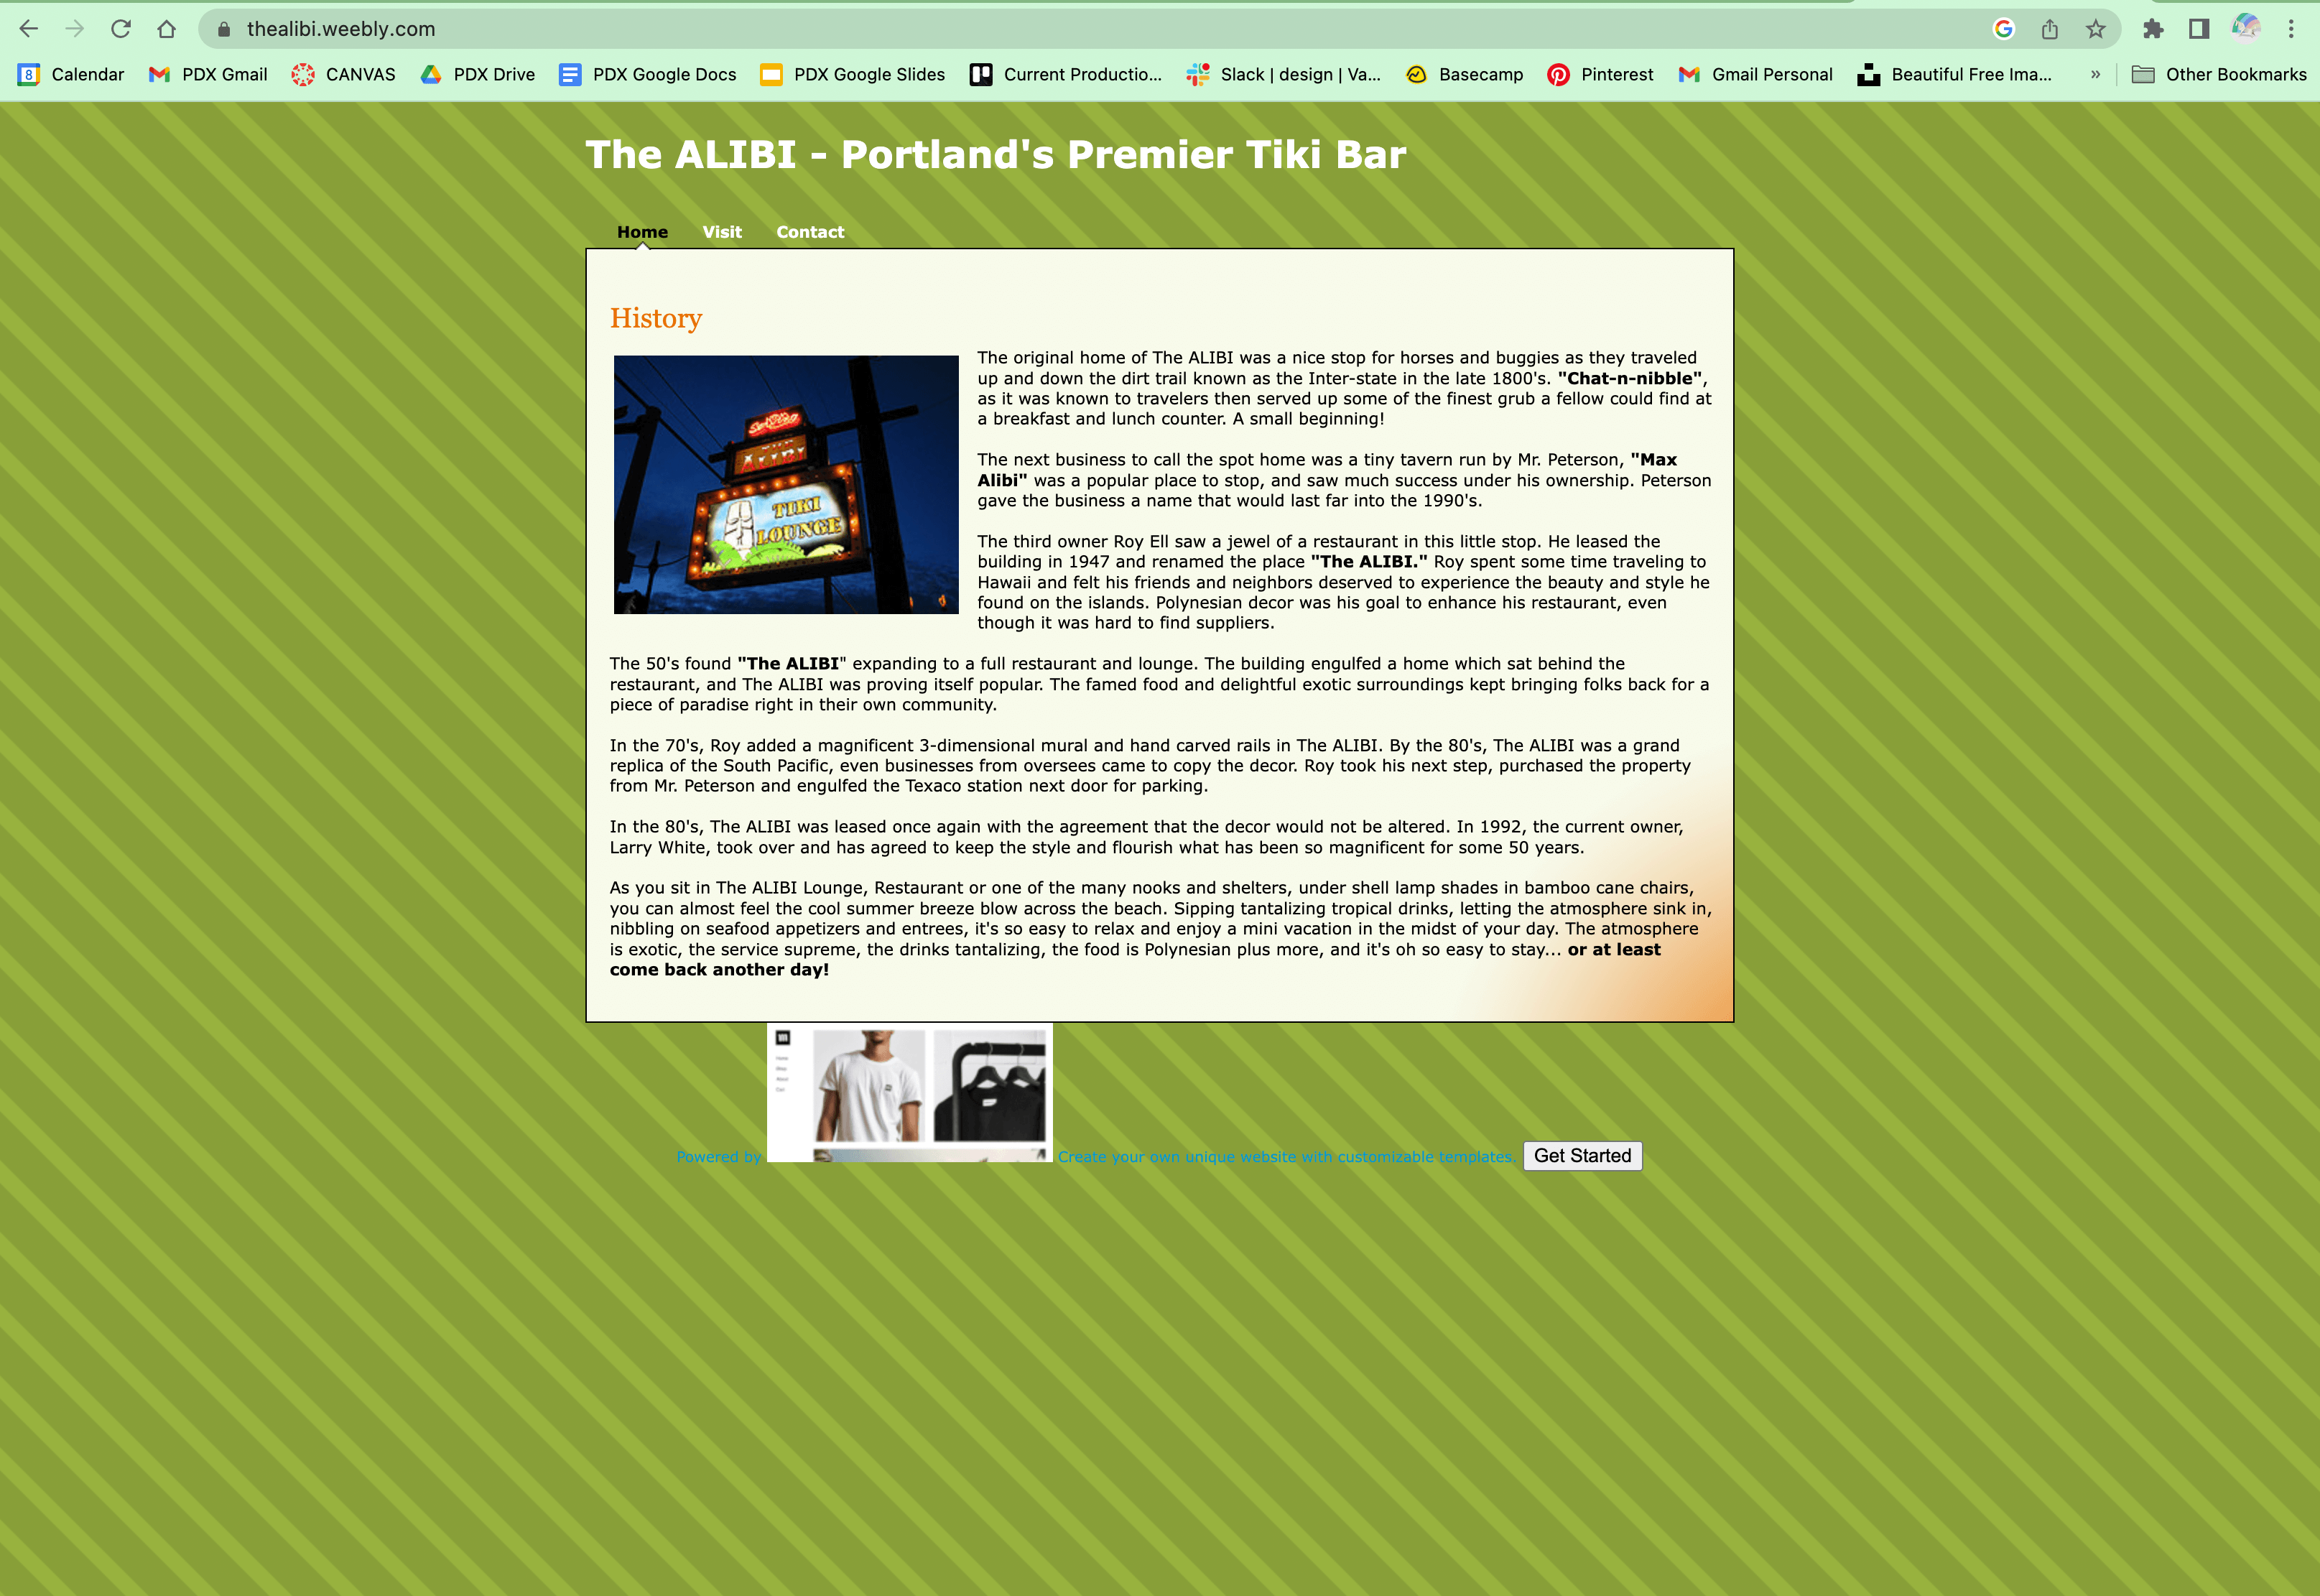 thealibi.weebly.com
8 Calendar PDX Gmail CANVAS PDX Drive PDX Google Docs PDX Google Slides Current Productio... Slack | design | Va... Basecamp Pinterest Gmail Personal Beautiful Free Ima... » Other Bookmarks
The ALIBI - Portland's Premier Tiki Bar
Home Visit Contact
History
ALIBI
TIKI
LOUNGE
The original home of The ALIBI was a nice stop for horses and buggies as they traveled
up and down the dirt trail known as the Inter-state in the late 1800's. "Chat-n-nibble",
as it was known to travelers then served up some of the finest grub a fellow could find at
a breakfast and lunch counter. A small beginning!
The next business to call the spot home was a tiny tavern run by Mr. Peterson, "Max
Alibi" was a popular place to stop, and saw much success under his ownership. Peterson
gave the business a name that would last far into the 1990's.
The third owner Roy Ell saw a jewel of a restaurant in this little stop. He leased the
building in 1947 and renamed the place "The ALIBI." Roy spent some time traveling to
Hawaii and felt his friends and neighbors deserved to experience the beauty and style he
found on the islands. Polynesian decor was his goal to enhance his restaurant, even
though it was hard to find suppliers.
The 50's found "The ALIBI" expanding to a full restaurant and lounge. The building engulfed a home which sat behind the
restaurant, and The ALIBI was proving itself popular. The famed food and delightful exotic surroundings kept bringing folks back for a
piece of paradise right in their own community.
In the 70's, Roy added a magnificent 3-dimensional mural and hand carved rails in The ALIBI. By the 80's, The ALIBI was a grand
replica of the South Pacific, even businesses from oversees came to copy the decor. Roy took his next step, purchased the property
from Mr. Peterson and engulfed the Texaco station next door for parking.
In the 80's, The ALIBI was leased once again with the agreement that the decor would not be altered. In 1992, the current owner,
Larry White, took over and has agreed to keep the style and flourish what has been so magnificent for some 50 years.
As you sit in The ALIBI Lounge, Restaurant or one of the many nooks and shelters, under shell lamp shades in bamboo cane chairs,
you can almost feel the cool summer breeze blow across the beach. Sipping tantalizing tropical drinks, letting the atmosphere sink in,
nibbling on seafood appetizers and entrees, it's so easy to relax and enjoy a mini vacation in the midst of your day. The atmosphere
is exotic, the service supreme, the drinks tantalizing, the food is Polynesian plus more, and it's oh so easy to stay... or at least
come back another day!
Powered by Create your own unique website with customizable templates. Get Started